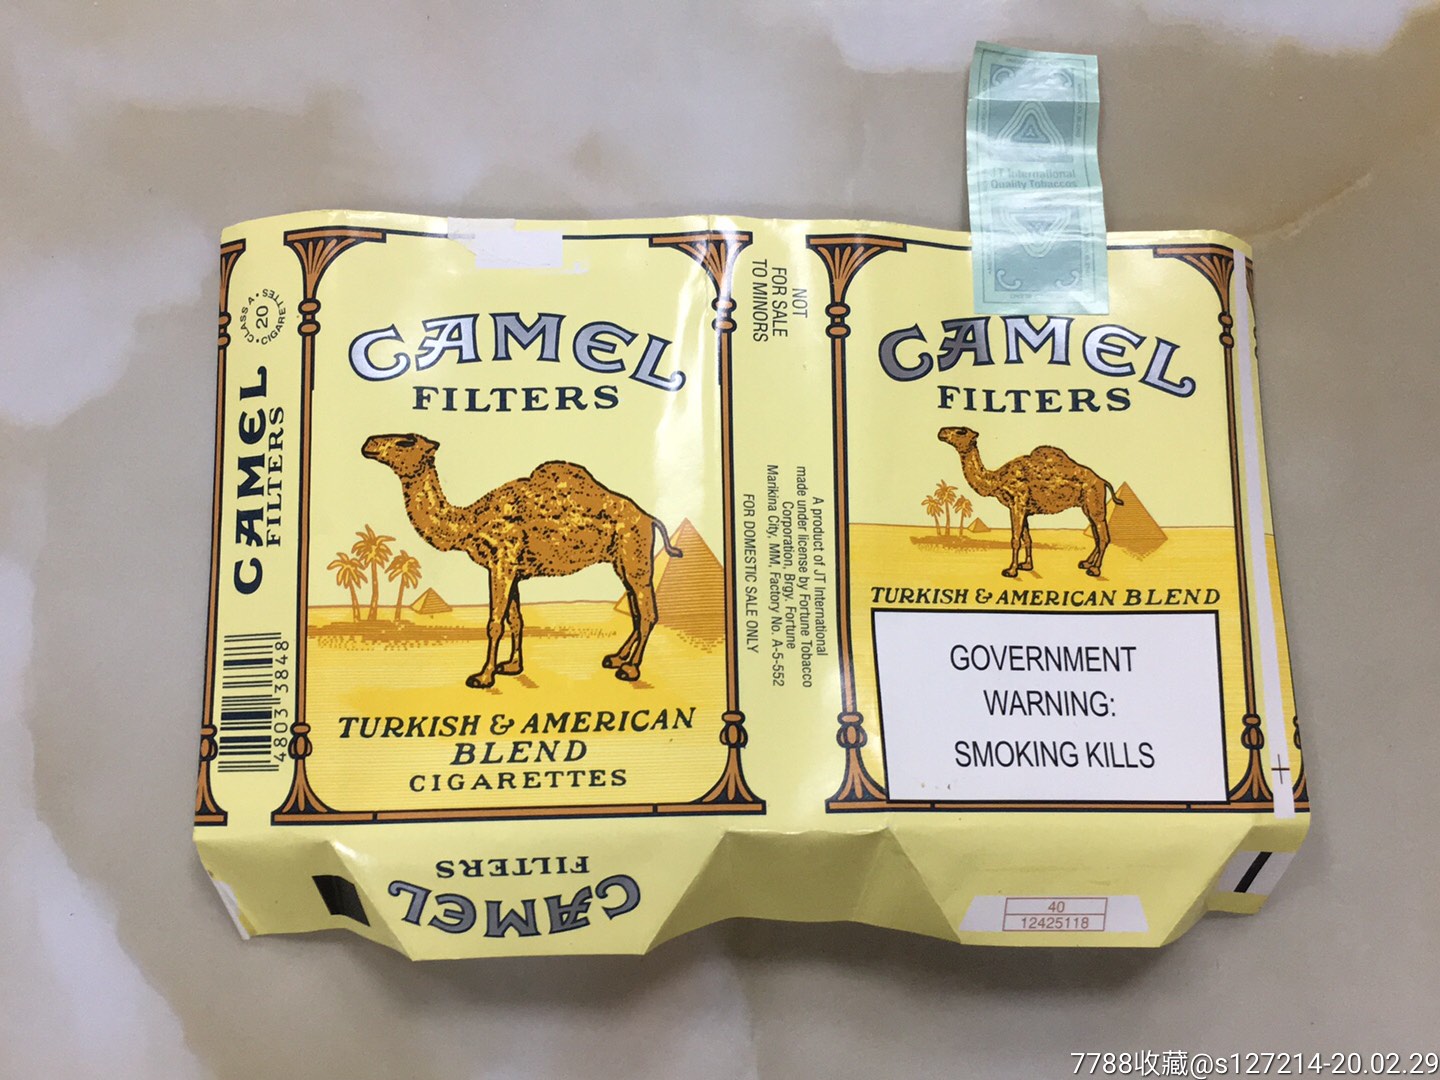 CLASS A • 20 CIGARETTES •
CAMEL
FILTERS
48033848
CAMEL
FILTERS
TURKISH & AMERICAN
BLEND
CIGARETTES
CAMEL
FILTERS
NOT
FOR SALE
TO MINORS
A product of JT International
made under license by Fortune Tobacco
Corporation, Brgy. Fortune
Marikina City, MM, Factory No. A-5-552
FOR DOMESTIC SALE ONLY
JT International
Quality Tobaccos
CAMEL
FILTERS
TURKISH & AMERICAN BLEND
GOVERNMENT
WARNING:
SMOKING KILLS
40
12425118
7788收藏@s127214-20.02.29